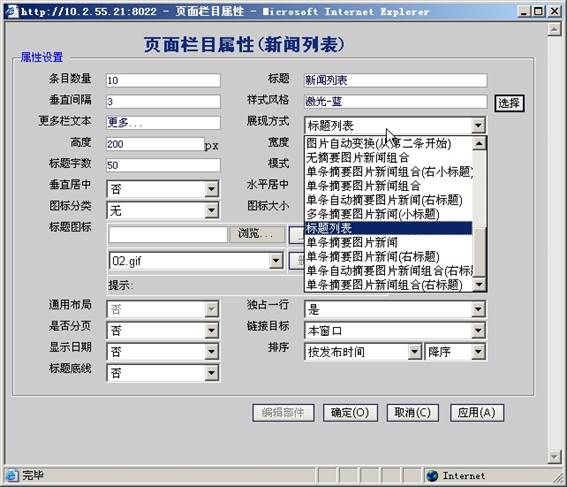 http://10.2.55.21:8022 - 页面栏目属性 - Microsoft Internet Explorer
页面栏目属性(新闻列表)
属性设置
条目数量 10 标题 新闻列表
垂直间隔 3 样式风格 激光-蓝 选择
更多栏文本 更多... 展现方式 标题列表
高度 200 px 宽度
标题字数 50 模式
垂直居中 否 水平居中
图标分类 无 图标大小
标题图标 浏览...
02.gif
提示:
图片自动变换(从第二条开始)
无摘要图片新闻组合
单条摘要图片新闻组合(右小标题)
单条摘要图片新闻组合
单条自动摘要图片新闻(右标题)
多条摘要图片新闻(小标题)
标题列表
单条摘要图片新闻
单条摘要图片新闻(右标题)
单条自动摘要图片新闻组合(右标
单条摘要图片新闻组合(右标题)
通用布局 否 独占一行 是
是否分页 否 链接目标 本窗口
显示日期 否 排序 按发布时间 降序
标题底线 否
编辑部件 确定(O) 取消(C) 应用(A)
完毕 Internet